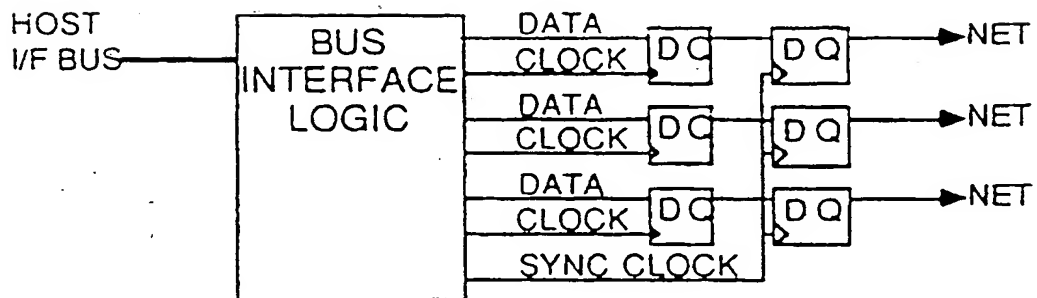 HOST
I/F BUS
BUS
INTERFACE
LOGIC
DATA
CLOCK
D Q
D Q
NET
DATA
CLOCK
D Q
D Q
NET
DATA
CLOCK
D Q
D Q
NET
SYNC CLOCK